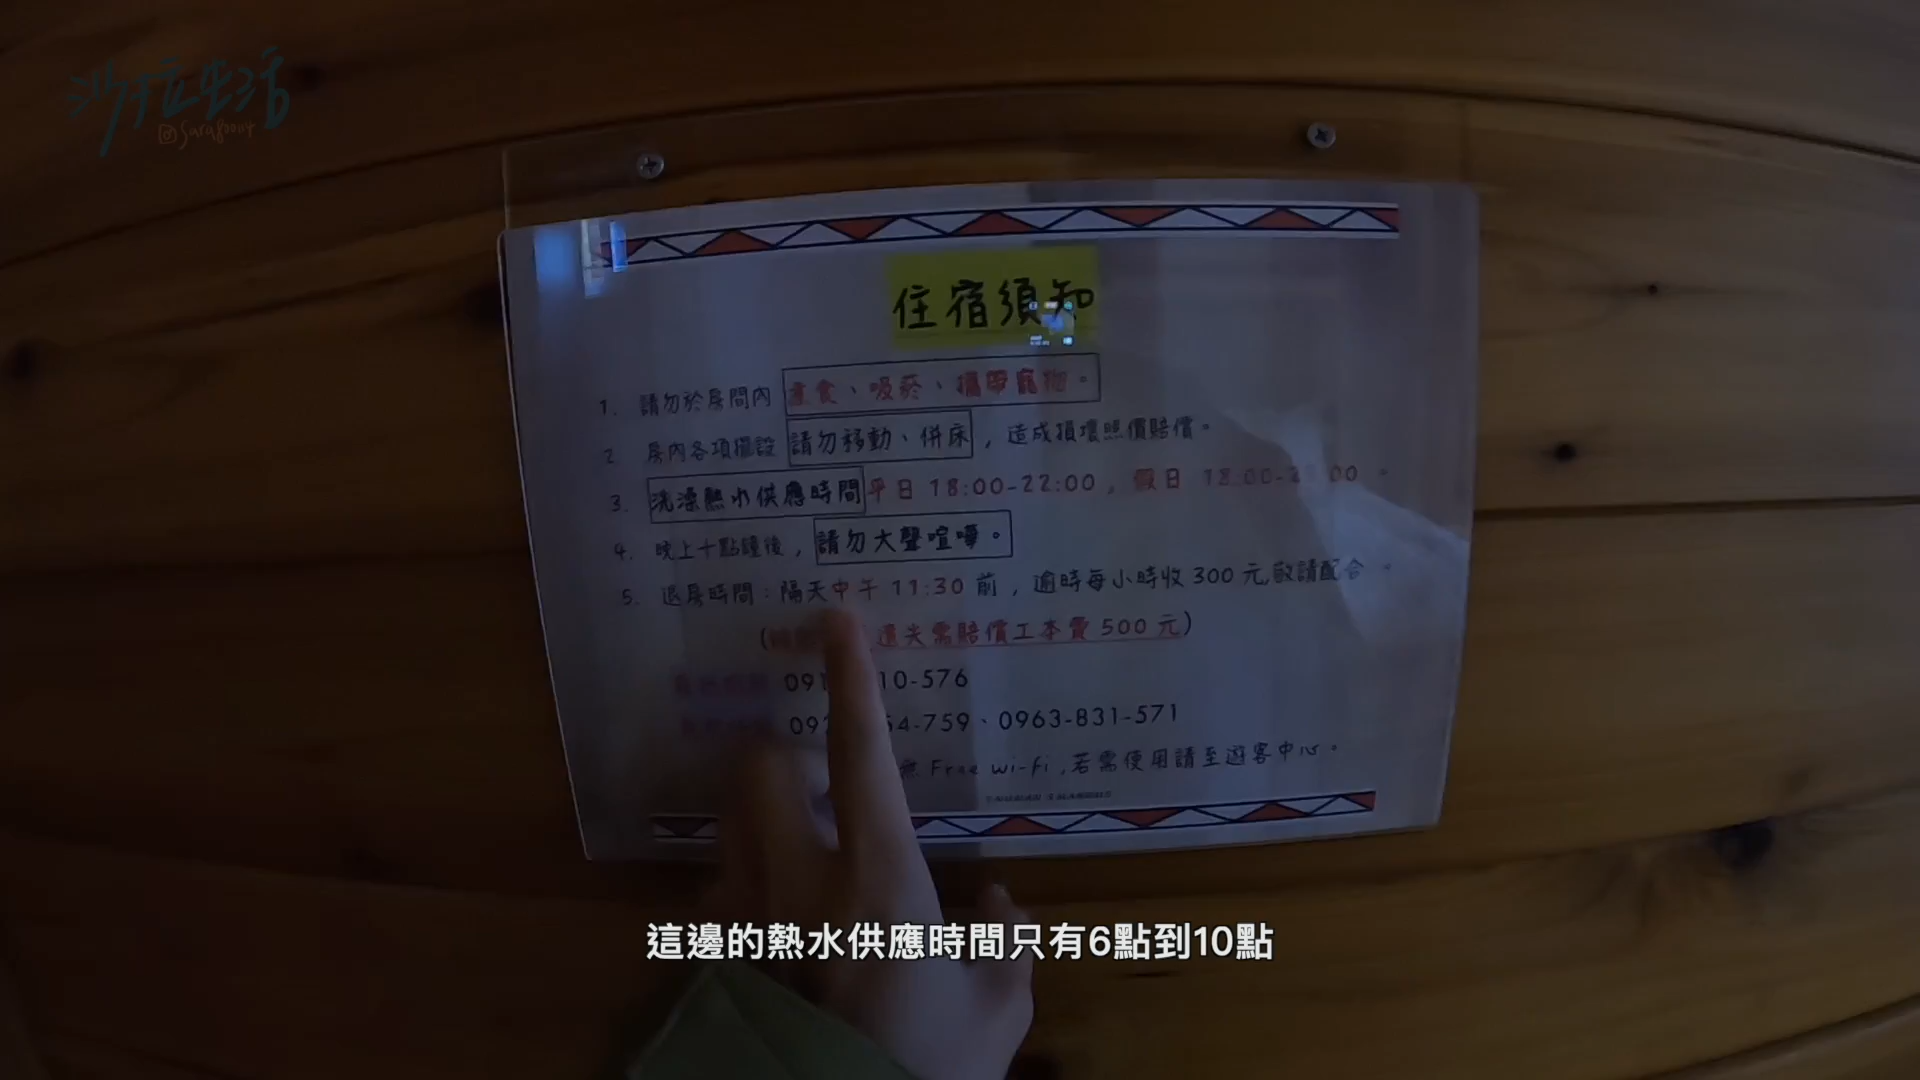 沙拉生活
住宿須知
1. 請勿於房間內 煮食、吸菸、攜帶寵物。
2. 房內各項擺設 請勿移動、併床，造成損壞照價賠償。
3. 洗澡熱水供應時間 平日 18:00-22:00，假日 18:00-2 00。
4. 晚上十點鐘後，請勿大聲喧嘩。
5. 退房時間：隔天中午 11:30 前，逾時每小時收 300 元,敬請配合。
遺失需賠償工本費 500 元)
10-576
54-759、0963-831-571
無 Free wi-fi,若需使用請至遊客中心。
這邊的熱水供應時間只有6點到10點